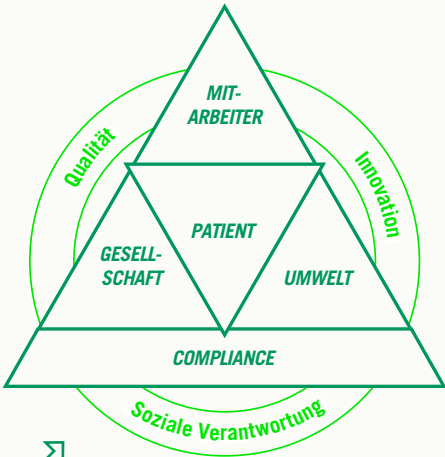 MIT-
ARBEITER
Qualität
Innovation
PATIENT
GESELL-
SCHAFT
UMWELT
COMPLIANCE
Soziale Verantwortung